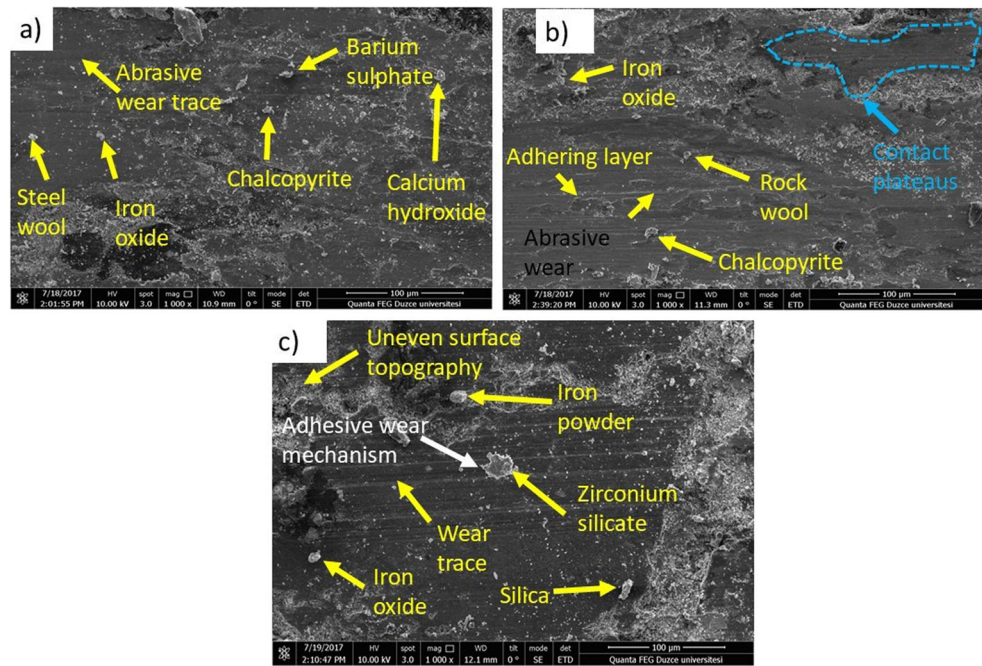 a)
Abrasive
wear trace
Barium
sulphate
Steel
wool
Iron
oxide
Chalcopyrite
Calcium
hydroxide
7/18/2017 HV spot mag WD tilt mode det 100 µm
2:01:55 PM 10.00 kV 3.0 1 000 x 10.9 mm 0 ° SE ETD Quanta FEG Duzce universitesi
b)
Iron
oxide
Contact
plateaus
Adhering layer
Rock
wool
Abrasive
wear
Chalcopyrite
7/18/2017 HV spot mag WD tilt mode det 100 µm
2:39:20 PM 10.00 kV 3.0 1 000 x 11.3 mm 0 ° SE ETD Quanta FEG Duzce universitesi
c)
Uneven surface
topography
Iron
powder
Adhesive wear
mechanism
Zirconium
silicate
Wear
trace
Iron
oxide
Silica
7/19/2017 HV spot mag WD tilt mode det 100 µm
2:10:47 PM 10.00 kV 3.0 1 000 x 12.1 mm 0 ° SE ETD Quanta FEG Duzce universitesi